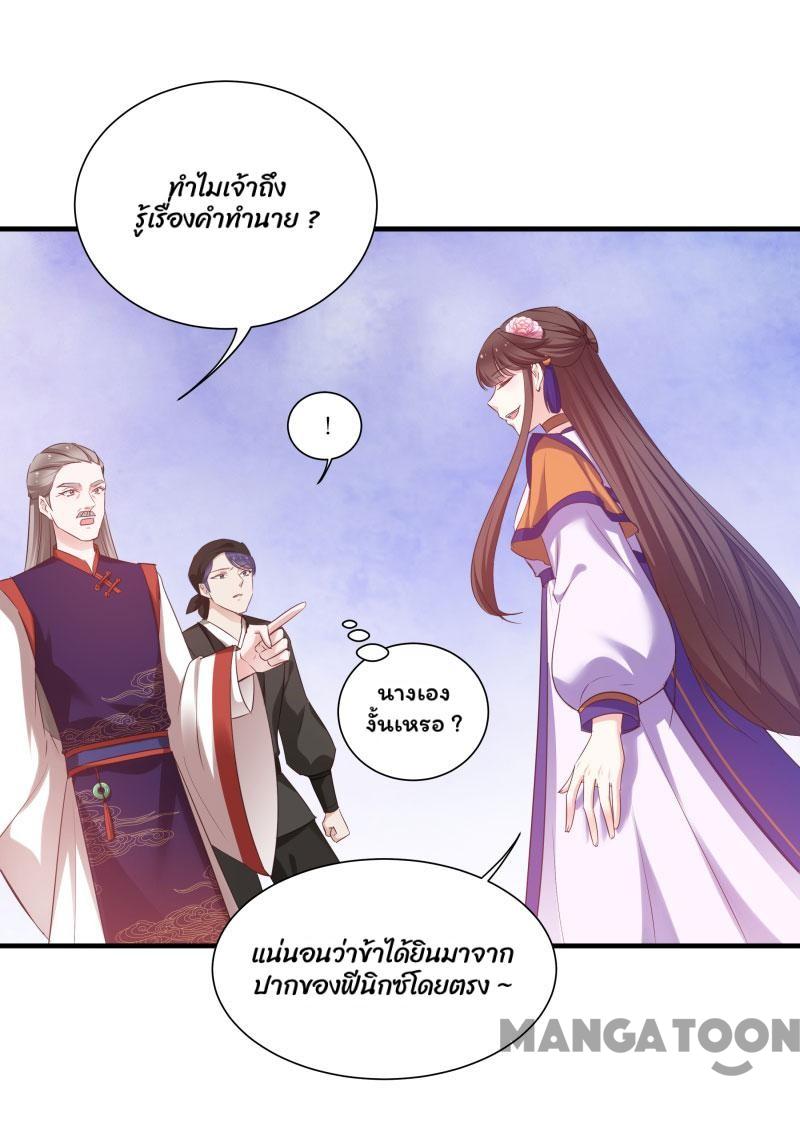 ทำไมเจ้าถึง
รู้เรื่องคำทำนาย ?
!
นางเอง
งั้นเหรอ ?
แน่นอนว่าข้าได้ยินมาจาก
ปากของฟีนิกซ์โดยตรง ~
MANGATOON